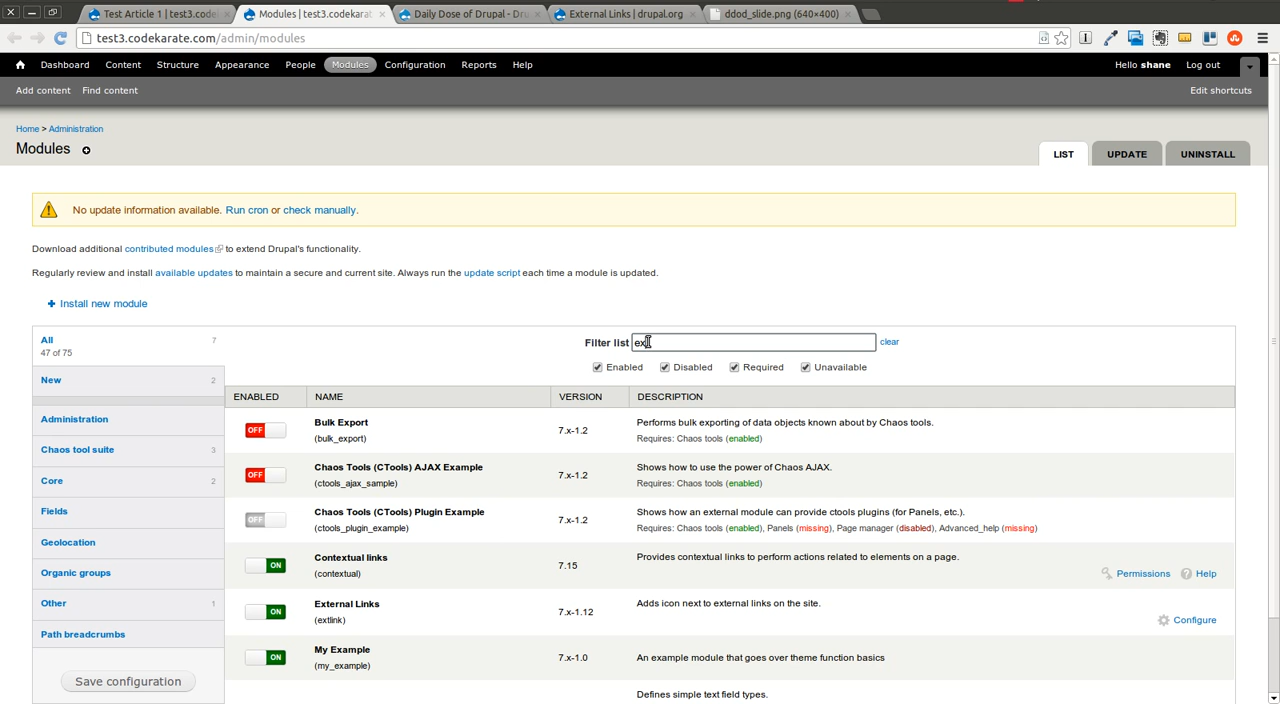 Test Article 1 | test3.code
Modules | test3.codekarat
Daily Dose of Drupal - Dru
External Links | drupal.org
ddod_slide.png (640×400)
test3.codekarate.com/admin/modules
Dashboard Content Structure Appearance People Modules Configuration Reports Help
Hello shane Log out
Add content Find content
Edit shortcuts
Home > Administration
Modules
LIST UPDATE UNINSTALL
No update information available. Run cron or check manually.
Download additional contributed modules to extend Drupal's functionality.
Regularly review and install available updates to maintain a secure and current site. Always run the update script each time a module is updated.
Install new module
All 7
47 of 75
New 2
Administration
Chaos tool suite 3
Core 2
Fields
Geolocation
Organic groups
Other 1
Path breadcrumbs
Save configuration
Filter list ex clear
Enabled Disabled Required Unavailable
ENABLED NAME VERSION DESCRIPTION
OFF Bulk Export 7.x-1.2 Performs bulk exporting of data objects known about by Chaos tools.
(bulk_export) Requires: Chaos tools (enabled)
OFF Chaos Tools (CTools) AJAX Example 7.x-1.2 Shows how to use the power of Chaos AJAX.
(ctools_ajax_sample) Requires: Chaos tools (enabled)
OFF Chaos Tools (CTools) Plugin Example 7.x-1.2 Shows how an external module can provide ctools plugins (for Panels, etc.).
(ctools_plugin_example) Requires: Chaos tools (enabled), Panels (missing), Page manager (disabled), Advanced_help (missing)
ON Contextual links 7.15 Provides contextual links to perform actions related to elements on a page.
(contextual) Permissions Help
ON External Links 7.x-1.12 Adds icon next to external links on the site.
(extlink) Configure
ON My Example 7.x-1.0 An example module that goes over theme function basics
(my_example)
Defines simple text field types.